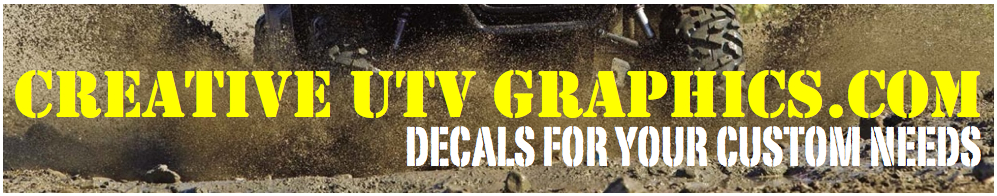 CREATIVE UTV GRAPHICS.COM
DECALS FOR YOUR CUSTOM NEEDS